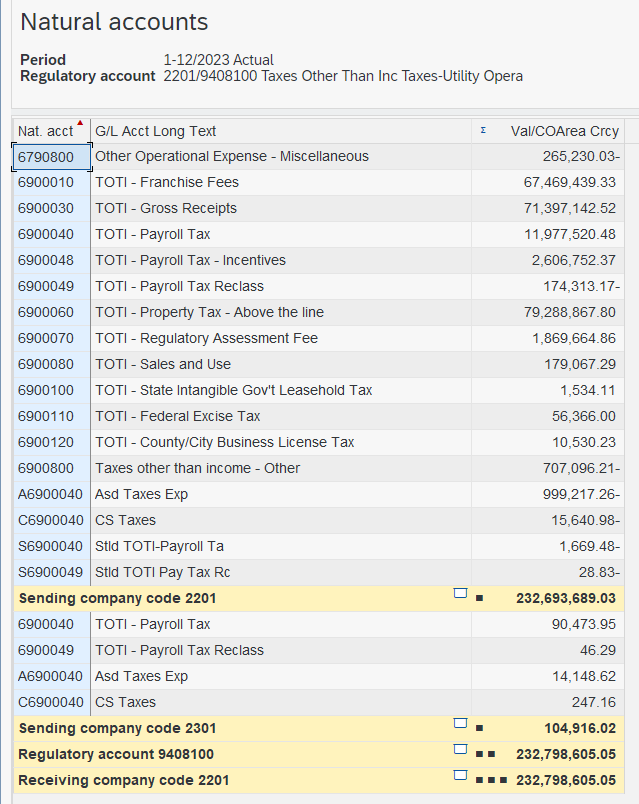 Natural accounts
Period 1-12/2023 Actual
Regulatory account 2201/9408100 Taxes Other Than Inc Taxes-Utility Opera
Nat. acct G/L Acct Long Text Σ Val/COArea Crcy
6790800 Other Operational Expense - Miscellaneous 265,230.03-
6900010 TOTI - Franchise Fees 67,469,439.33
6900030 TOTI - Gross Receipts 71,397,142.52
6900040 TOTI - Payroll Tax 11,977,520.48
6900048 TOTI - Payroll Tax - Incentives 2,606,752.37
6900049 TOTI - Payroll Tax Reclass 174,313.17-
6900060 TOTI - Property Tax - Above the line 79,288,867.80
6900070 TOTI - Regulatory Assessment Fee 1,869,664.86
6900080 TOTI - Sales and Use 179,067.29
6900100 TOTI - State Intangible Gov't Leasehold Tax 1,534.11
6900110 TOTI - Federal Excise Tax 56,366.00
6900120 TOTI - County/City Business License Tax 10,530.23
6900800 Taxes other than income - Other 707,096.21-
A6900040 Asd Taxes Exp 999,217.26-
C6900040 CS Taxes 15,640.98-
S6900040 Stld TOTI-Payroll Ta 1,669.48-
S6900049 Stld TOTI Pay Tax Rc 28.83-
Sending company code 2201 232,693,689.03
6900040 TOTI - Payroll Tax 90,473.95
6900049 TOTI - Payroll Tax Reclass 46.29
A6900040 Asd Taxes Exp 14,148.62
C6900040 CS Taxes 247.16
Sending company code 2301 104,916.02
Regulatory account 9408100 232,798,605.05
Receiving company code 2201 232,798,605.05